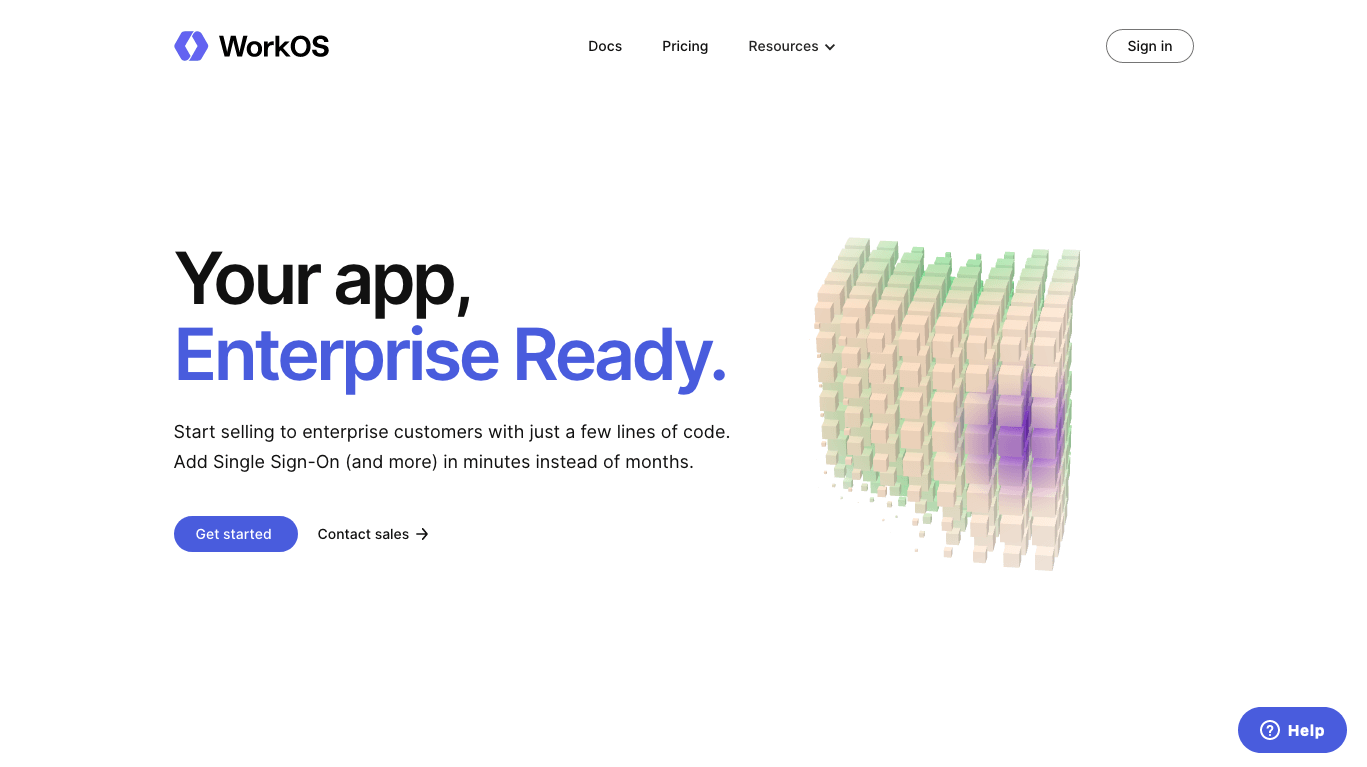 WorkOS
Docs
Pricing
Resources
Sign in
Your app,
Enterprise Ready.
Start selling to enterprise customers with just a few lines of code.
Add Single Sign-On (and more) in minutes instead of months.
Get started
Contact sales →
Help